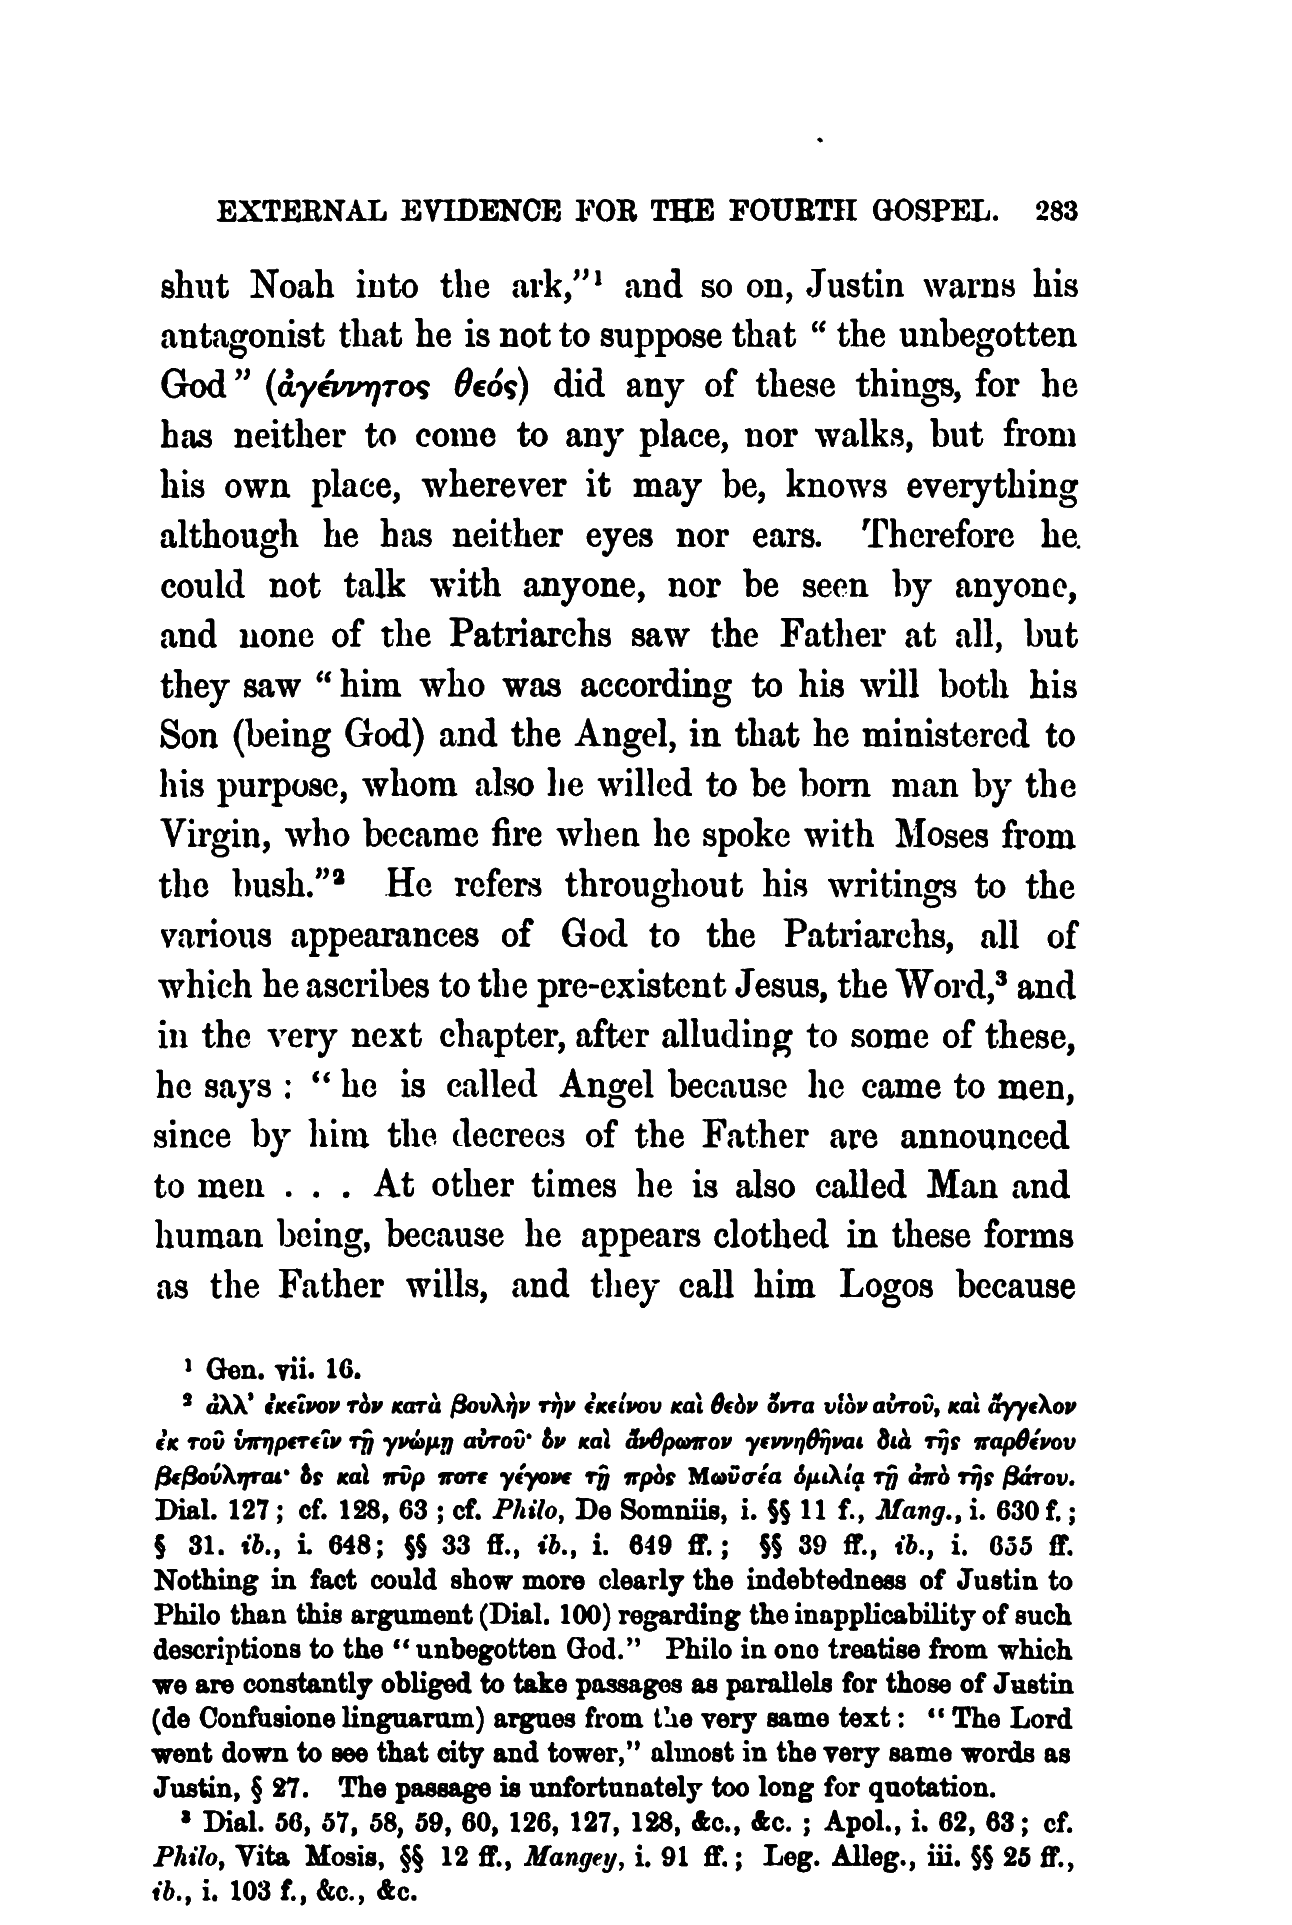 EXTERNAL EVIDENCE FOR THE FOURTH GOSPEL. 283
shut Noah into the ark,”¹ and so on, Justin warns his
antagonist that he is not to suppose that “ the unbegotten
God” (ἀγέννητος θεός) did any of these things, for he
has neither to come to any place, nor walks, but from
his own place, wherever it may be, knows everything
although he has neither eyes nor ears. Therefore he
could not talk with anyone, nor be seen by anyone,
and none of the Patriarchs saw the Father at all, but
they saw “him who was according to his will both his
Son (being God) and the Angel, in that he ministered to
his purpose, whom also he willed to be born man by the
Virgin, who became fire when he spoke with Moses from
the bush.”² He refers throughout his writings to the
various appearances of God to the Patriarchs, all of
which he ascribes to the pre-existent Jesus, the Word,³ and
in the very next chapter, after alluding to some of these,
he says : “ he is called Angel because he came to men,
since by him the decrees of the Father are announced
to men . . . At other times he is also called Man and
human being, because he appears clothed in these forms
as the Father wills, and they call him Logos because
¹ Gen. vii. 16.
² ἀλλ’ ἐκεῖνον τὸν κατὰ βουλὴν τὴν ἐκείνου καὶ θεὸν ὄντα υἱὸν αὐτοῦ, καὶ ἄγγελον
ἐκ τοῦ ὑπηρετεῖν τῇ γνώμῃ αὐτοῦ· ὃν καὶ ἄνθρωπον γεννηθῆναι διὰ τῆς παρθένου
βεβούληται· ὃς καὶ πῦρ ποτε γέγονε τῇ πρὸς Μωϋσέα ὁμιλίᾳ τῇ ἀπὸ τῆς βάτου.
Dial. 127 ; cf. 128, 63 ; cf. Philo, De Somniis, i. §§ 11 f., Mang., i. 630 f. ;
§ 31. ib., i. 648; §§ 33 ff., ib., i. 649 ff. ; §§ 39 ff., ib., i. 655 ff.
Nothing in fact could show more clearly the indebtedness of Justin to
Philo than this argument (Dial. 100) regarding the inapplicability of such
descriptions to the “unbegotten God.” Philo in one treatise from which
we are constantly obliged to take passages as parallels for those of Justin
(de Confusione linguarum) argues from the very same text : “The Lord
went down to see that city and tower,” almost in the very same words as
Justin, § 27. The passage is unfortunately too long for quotation.
³ Dial. 56, 57, 58, 59, 60, 126, 127, 128, &c., &c. ; Apol., i. 62, 63 ; cf.
Philo, Vita Mosis, §§ 12 ff., Mangey, i. 91 ff. ; Leg. Alleg., iii. §§ 25 ff.,
ib., i. 103 f., &c., &c.